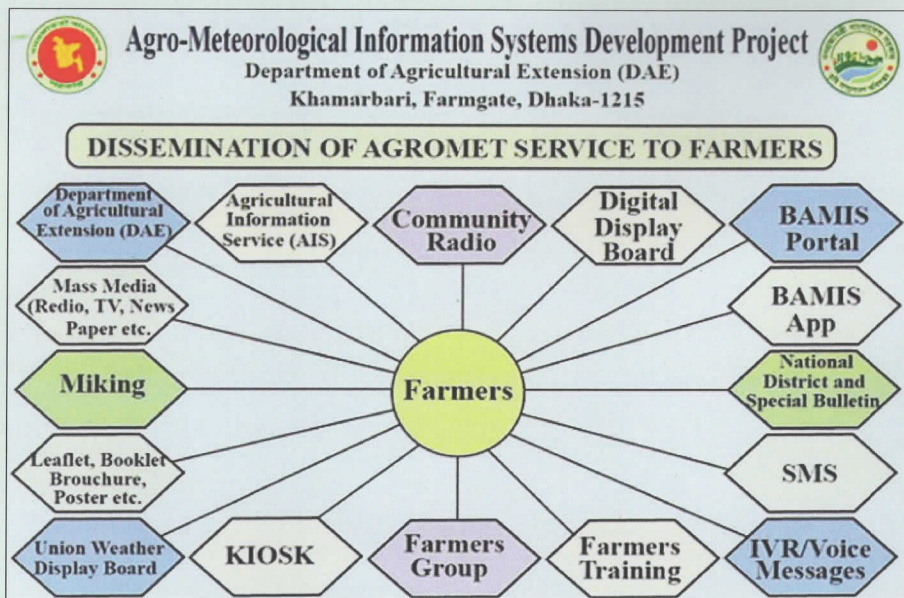 Agro-Meteorological Information Systems Development Project
Department of Agricultural Extension (DAE)
Khamarbari, Farmgate, Dhaka-1215
DISSEMINATION OF AGROMET SERVICE TO FARMERS
Department
of Agricultural
Extension (DAE)
Agricultural
Information
Service (AIS)
Community
Radio
Digital
Display
Board
BAMIS
Portal
Mass Media
(Redio, TV, News
Paper etc.
BAMIS
App
Miking
Farmers
National
District and
Special Bulletin
Leaflet, Booklet
Brouchure,
Poster etc.
SMS
Union Weather
Display Board
KIOSK
Farmers
Group
Farmers
Training
IVR/Voice
Messages